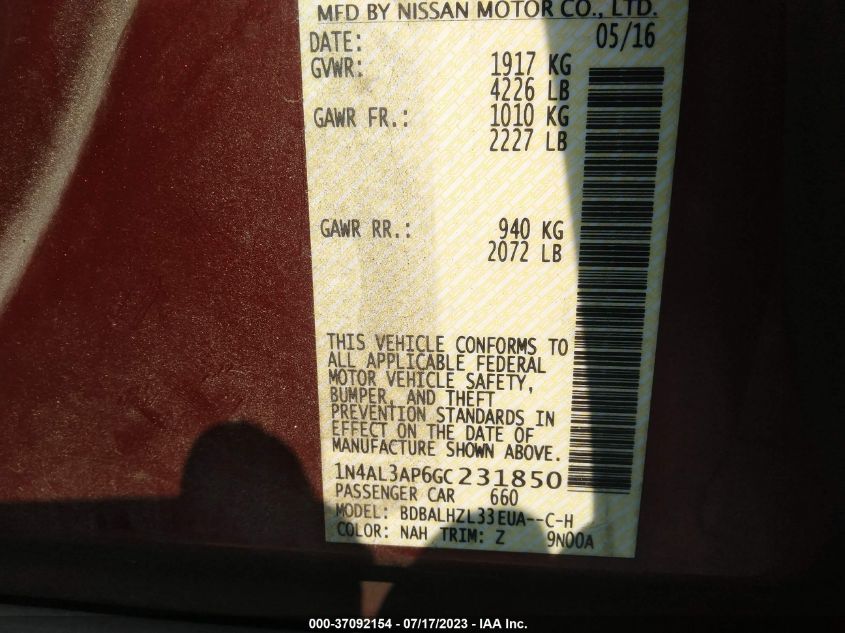 MFD BY NISSAN MOTOR CO., LTD.
DATE: 05/16
GVWR: 1917 KG
4226 LB
GAWR FR.: 1010 KG
2227 LB
GAWR RR.: 940 KG
2072 LB
THIS VEHICLE CONFORMS TO
ALL APPLICABLE FEDERAL
MOTOR VEHICLE SAFETY,
BUMPER, AND THEFT
PREVENTION STANDARDS IN
EFFECT ON THE DATE OF
MANUFACTURE SHOWN ABOVE.
1N4AL3AP6GC231850
PASSENGER CAR 660
MODEL: BDBALHZL33EUA--C-H
COLOR: NAH TRIM: Z 9N00A
000-37092154 - 07/17/2023 - IAA Inc.